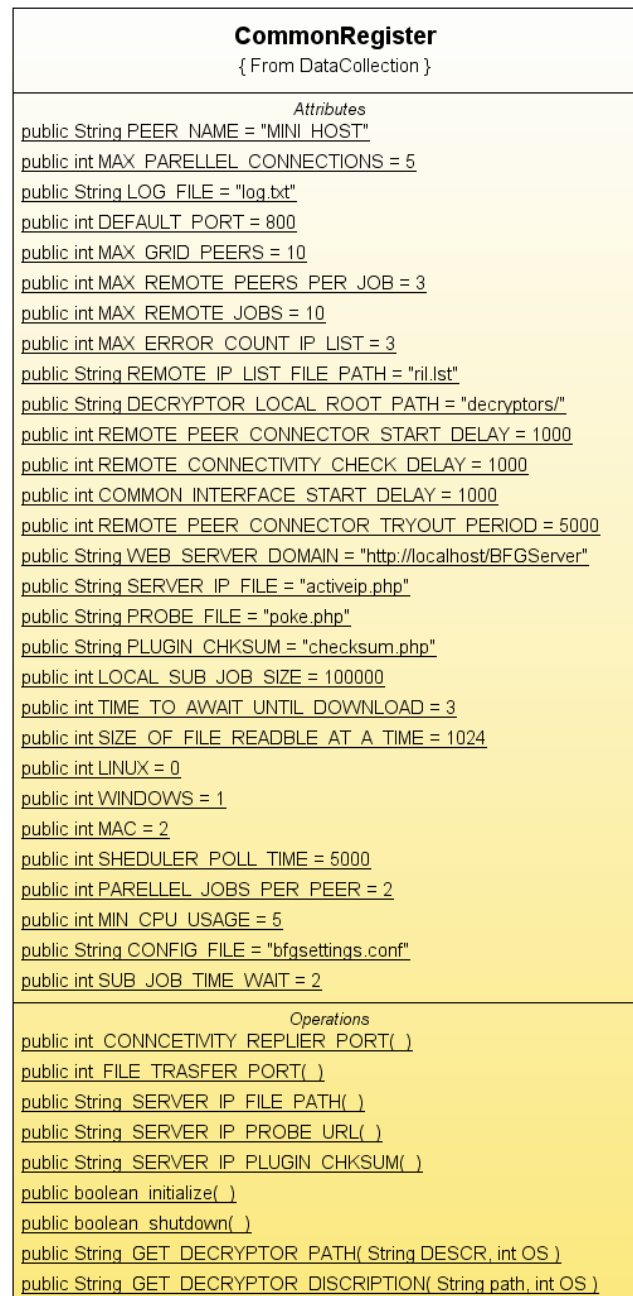 CommonRegister
{ From DataCollection }
Attributes
public String PEER_NAME = "MINI_HOST"
public int MAX_PARELLEL_CONNECTIONS = 5
public String LOG_FILE = "log.txt"
public int DEFAULT_PORT = 800
public int MAX_GRID_PEERS = 10
public int MAX_REMOTE_PEERS_PER_JOB = 3
public int MAX_REMOTE_JOBS = 10
public int MAX_ERROR_COUNT_IP_LIST = 3
public String REMOTE_IP_LIST_FILE_PATH = "ril.lst"
public String DECRYPTOR_LOCAL_ROOT_PATH = "decryptors/"
public int REMOTE_PEER_CONNECTOR_START_DELAY = 1000
public int REMOTE_CONNECTIVITY_CHECK_DELAY = 1000
public int COMMON_INTERFACE_START_DELAY = 1000
public int REMOTE_PEER_CONNECTOR_TRYOUT_PERIOD = 5000
public String WEB_SERVER_DOMAIN = "http://localhost/BFGServer"
public String SERVER_IP_FILE = "activeip.php"
public String PROBE_FILE = "poke.php"
public String PLUGIN_CHKSUM = "checksum.php"
public int LOCAL_SUB_JOB_SIZE = 100000
public int TIME_TO_AWAIT_UNTIL_DOWNLOAD = 3
public int SIZE_OF_FILE_READBLE_AT_A_TIME = 1024
public int LINUX = 0
public int WINDOWS = 1
public int MAC = 2
public int SHEDULER_POLL_TIME = 5000
public int PARELLEL_JOBS_PER_PEER = 2
public int MIN_CPU_USAGE = 5
public String CONFIG_FILE = "bfgsettings.conf"
public int SUB_JOB_TIME_WAIT = 2
Operations
public int CONNCETIVITY_REPLIER_PORT( )
public int FILE_TRASFER_PORT( )
public String SERVER_IP_FILE_PATH( )
public String SERVER_IP_PROBE_URL( )
public String SERVER_IP_PLUGIN_CHKSUM( )
public boolean initialize( )
public boolean shutdown( )
public String GET_DECRYPTOR_PATH( String DESCR, int OS )
public String GET_DECRYPTOR_DISCRIPTION( String path, int OS )